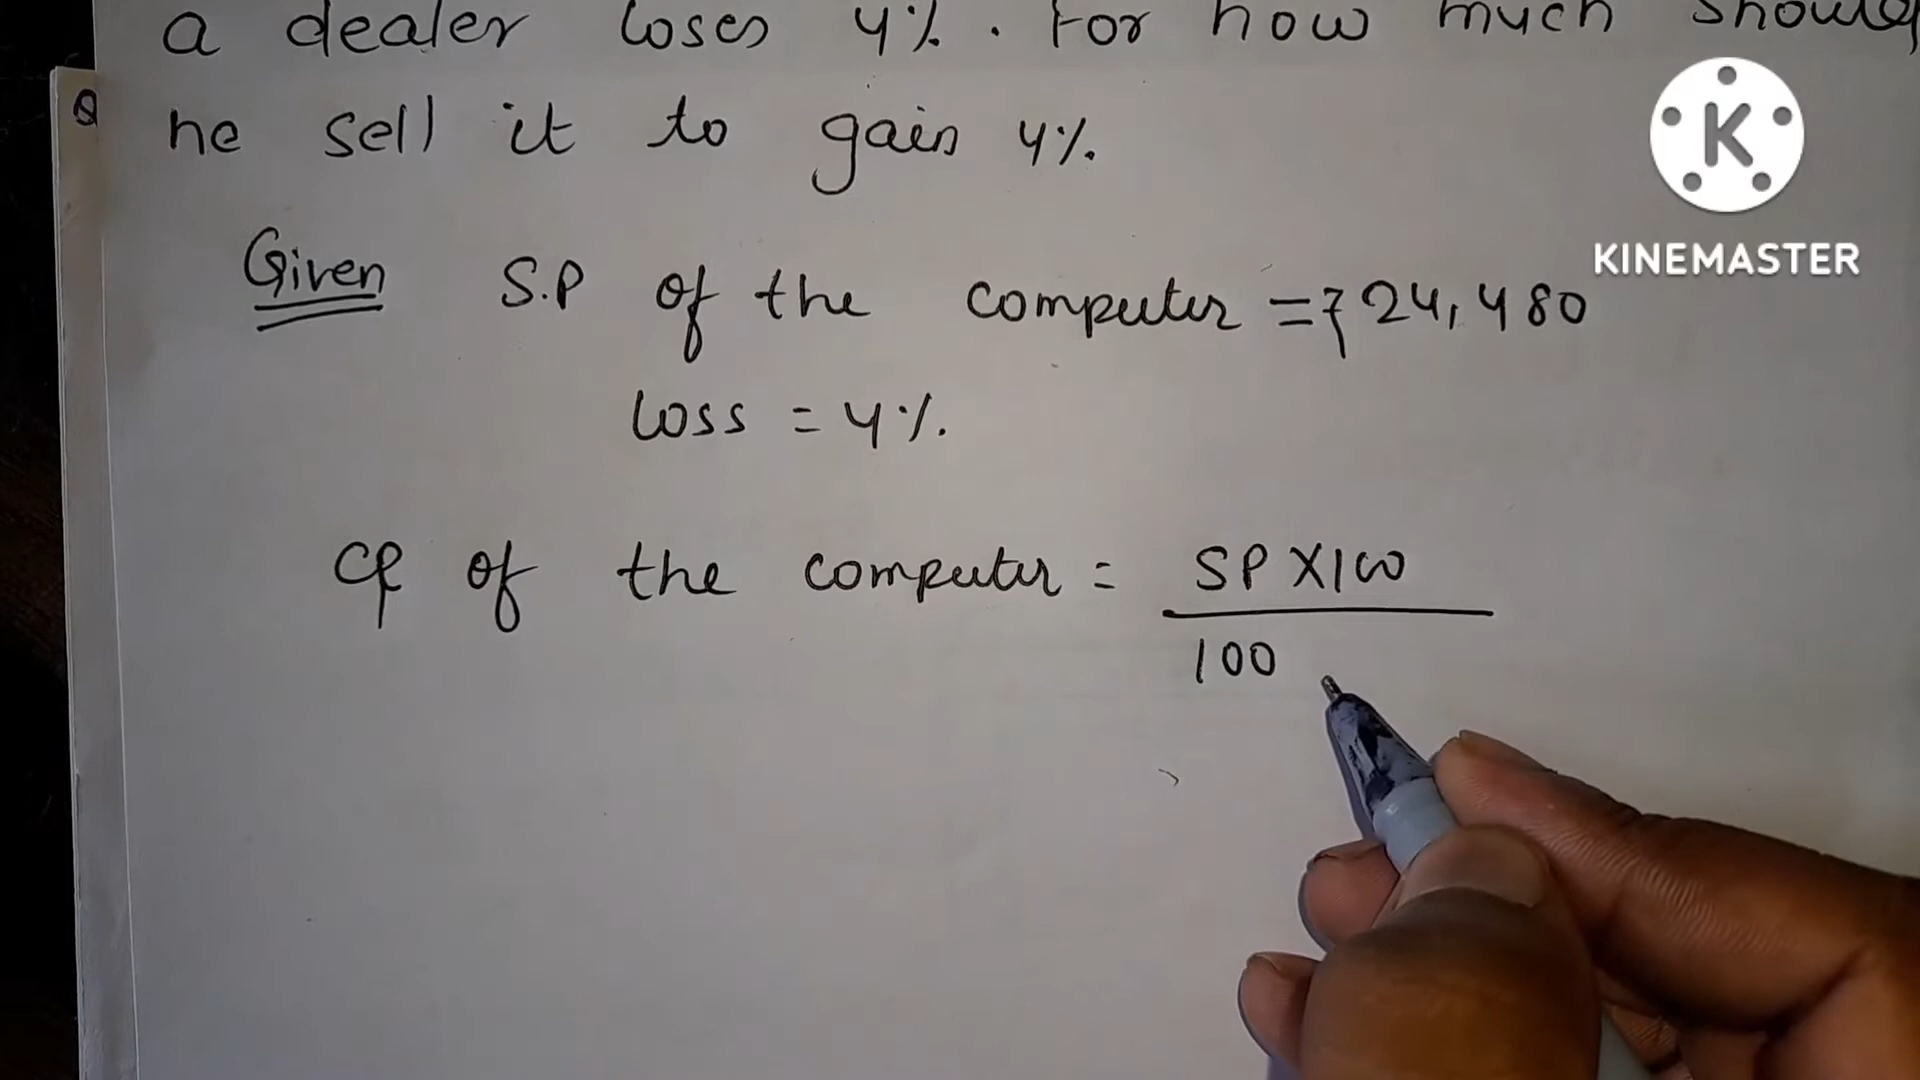 a dealer loses 4%. For how much should
Q he sell it to gain 4%.
K
KINEMASTER
Given S.P of the computer = ₹24,480
loss = 4%.
CP of the computer = SP X100
100